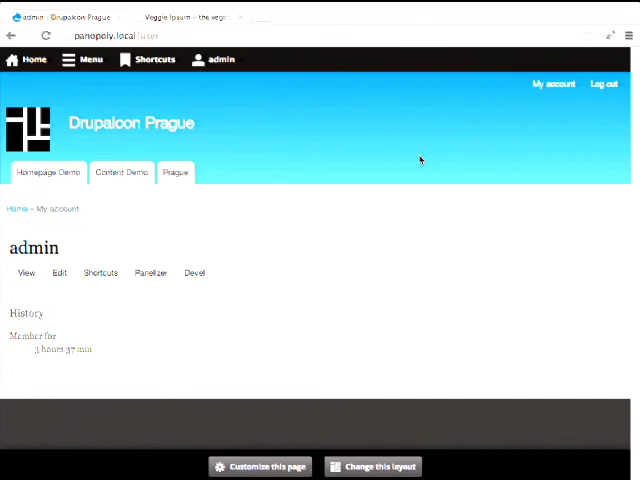 admin - Drupalcon Prague
Veggie Ipsum - the vege
panopoly.local/user
Home Menu Shortcuts admin
My account Log out
Drupalcon Prague
Homepage Demo Content Demo Prague
Home » My account
admin
View Edit Shortcuts Panelizer Devel
History
Member for
3 hours 37 min
Customize this page Change this layout